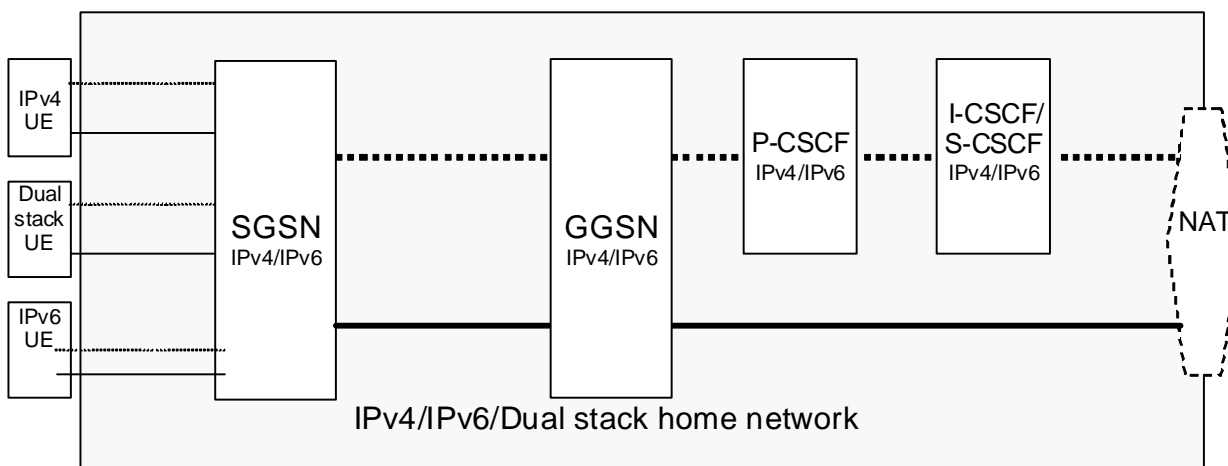 IPv4
UE
Dual
stack
UE
IPv6
UE
SGSN
IPv4/IPv6
GGSN
IPv4/IPv6
P-CSCF
IPv4/IPv6
I-CSCF/
S-CSCF
IPv4/IPv6
NAT
IPv4/IPv6/Dual stack home network